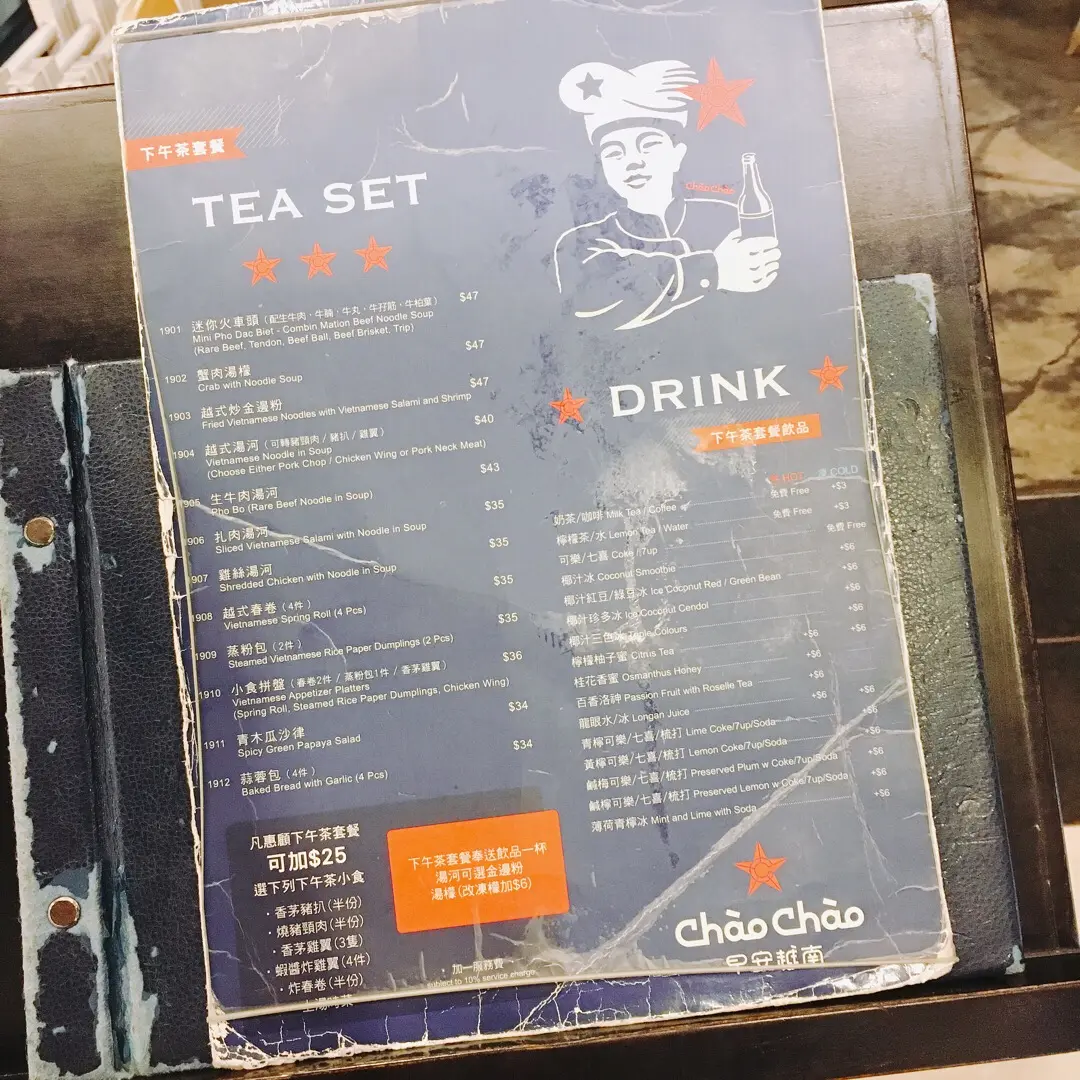 下午茶套餐
TEA SET
1901 迷你火車頭（配生牛肉、牛腩、牛丸、牛孖筋、牛柏葉） $47
Mini Pho Dac Biet - Combin Mation Beef Noodle Soup
(Rare Beef, Tendon, Beef Ball, Beef Brisket, Trip)
1902 蟹肉湯檬 $47
Crab with Noodle Soup
1903 越式炒金邊粉 $47
Fried Vietnamese Noodles with Vietnamese Salami and Shrimp
1904 越式湯河（可轉豬頸肉 / 豬扒 / 雞翼） $40
Vietnamese Noodle in Soup
(Choose Either Pork Chop / Chicken Wing or Pork Neck Meat)
1905 生牛肉湯河 $43
Pho Bo (Rare Beef Noodle in Soup)
1906 扎肉湯河 $35
Sliced Vietnamese Salami with Noodle in Soup
1907 雞絲湯河 $35
Shredded Chicken with Noodle in Soup
1908 越式春卷（4件） $35
Vietnamese Spring Roll (4 Pcs)
1909 蒸粉包（2件） $35
Steamed Vietnamese Rice Paper Dumplings (2 Pcs)
1910 小食拼盤（春卷2件 / 蒸粉包1件 / 香茅雞翼） $36
Vietnamese Appetizer Platters
(Spring Roll, Steamed Rice Paper Dumplings, Chicken Wing)
1911 青木瓜沙律 $34
Spicy Green Papaya Salad
1912 蒜蓉包（4件） $34
Baked Bread with Garlic (4 Pcs)
凡惠顧下午茶套餐
可加$25
選下列下午茶小食
・香茅豬扒(半份)
・燒豬頸肉(半份)
・香茅雞翼(3隻)
・蝦醬炸雞翼(4件)
・炸春卷(半份)
下午茶套餐奉送飲品一杯
湯河可選金邊粉
湯檬(改凍檬加$6)
加一服務費
subject to 10% service charge
Chào Chào
DRINK
下午茶套餐飲品
熱 HOT 凍 COLD
奶茶/咖啡 Milk Tea / Coffee 免費 Free +$3
檸檬茶/水 Lemon Tea / Water 免費 Free +$3
可樂/七喜 Coke / 7up 免費 Free
椰汁冰 Coconut Smoothie +$6
椰汁紅豆/綠豆冰 Ice Coconut Red / Green Bean +$6
椰汁珍多冰 Ice Coconut Cendol +$6
椰汁三色冰 Triple Colours +$6
檸檬柚子蜜 Citris Tea +$6 +$6
桂花香蜜 Osmanthus Honey +$6
百香洛神 Passion Fruit with Roselle Tea +$6
龍眼水/冰 Longan Juice +$6 +$6
青檸可樂/七喜/梳打 Lime Coke/7up/Soda +$6
黃檸可樂/七喜/梳打 Lemon Coke/7up/Soda +$6
鹹梅可樂/七喜/梳打 Preserved Plum w Coke/7up/Soda +$6
鹹檸可樂/七喜/梳打 Preserved Lemon w Coke/7up/Soda +$6
薄荷青檸冰 Mint and Lime with Soda +$6
Chào Chào
早安越南